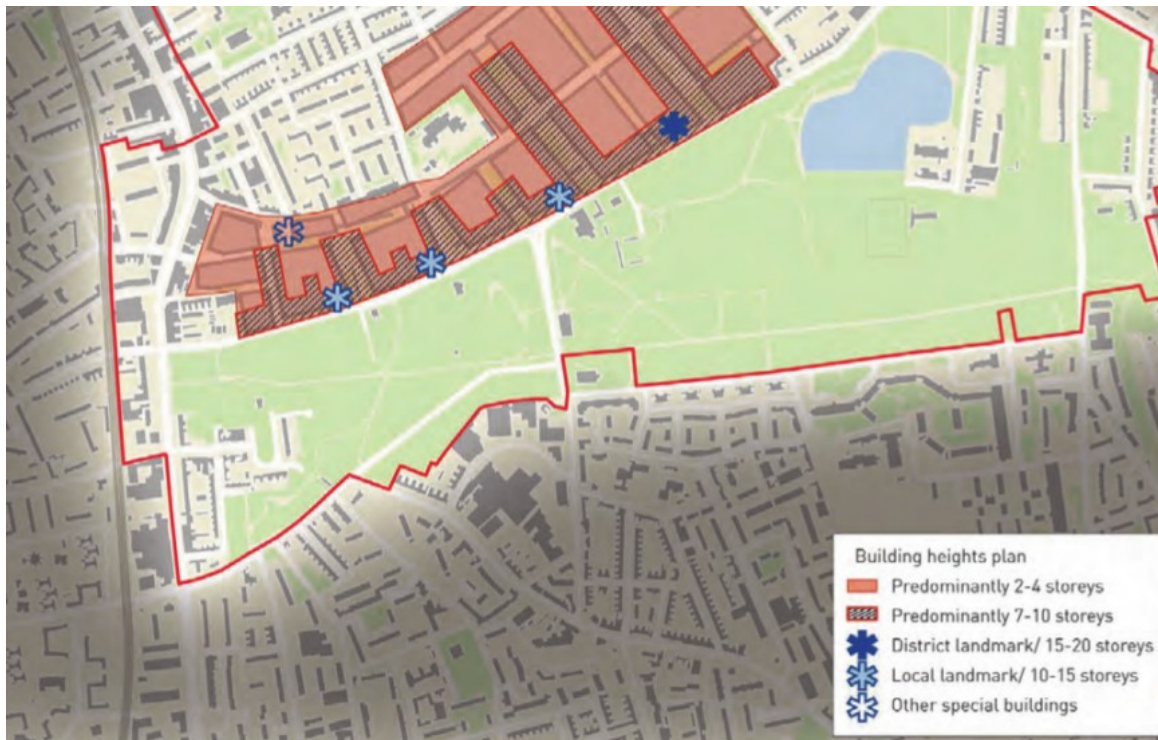 Building heights plan
Predominantly 2-4 storeys
Predominantly 7-10 storeys
District landmark/ 15-20 storeys
Local landmark/ 10-15 storeys
Other special buildings